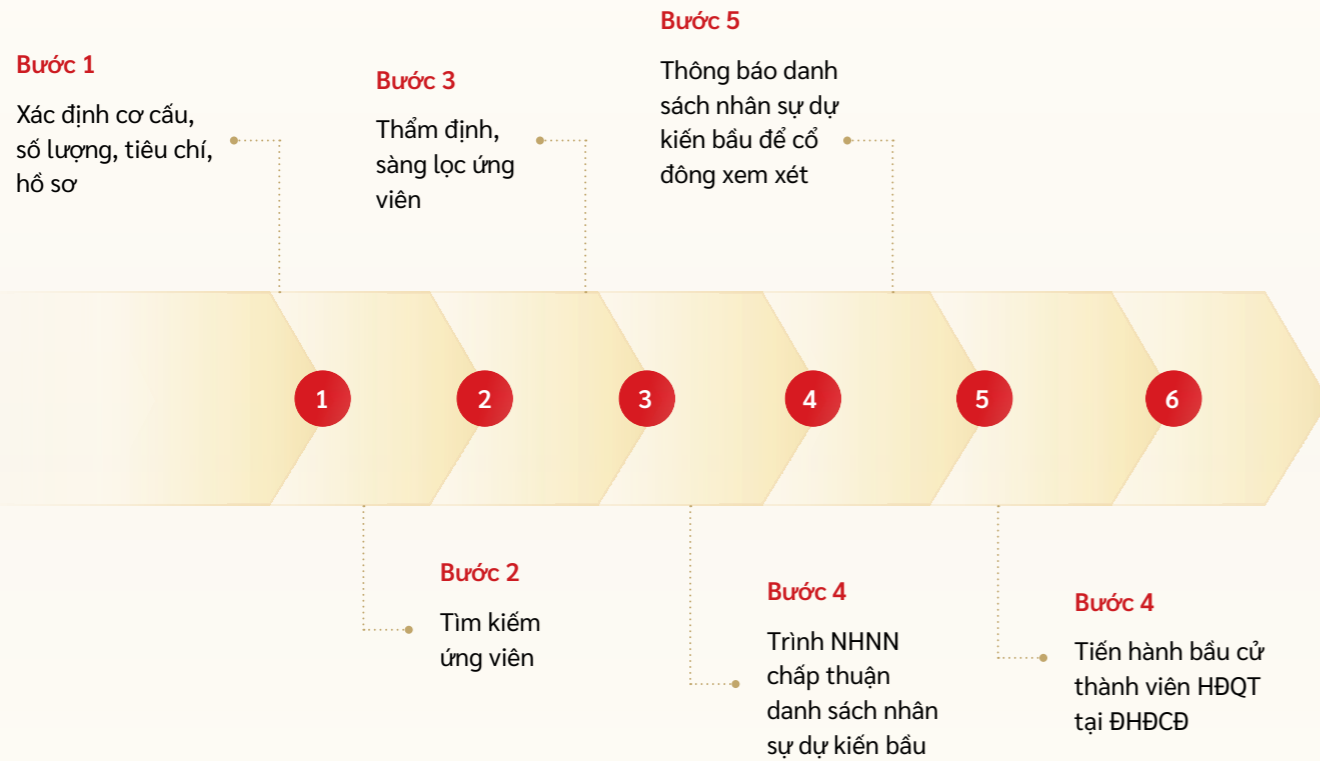 Bước 1
Xác định cơ cấu,
số lượng, tiêu chí,
hồ sơ
Bước 3
Thẩm định,
sàng lọc ứng
viên
Bước 5
Thông báo danh
sách nhân sự dự
kiến bầu để cổ
đông xem xét
1
2
3
4
5
6
Bước 2
Tìm kiếm
ứng viên
Bước 4
Trình NHNN
chấp thuận
danh sách nhân
sự dự kiến bầu
Bước 4
Tiến hành bầu cử
thành viên HĐQT
tại ĐHĐCĐ